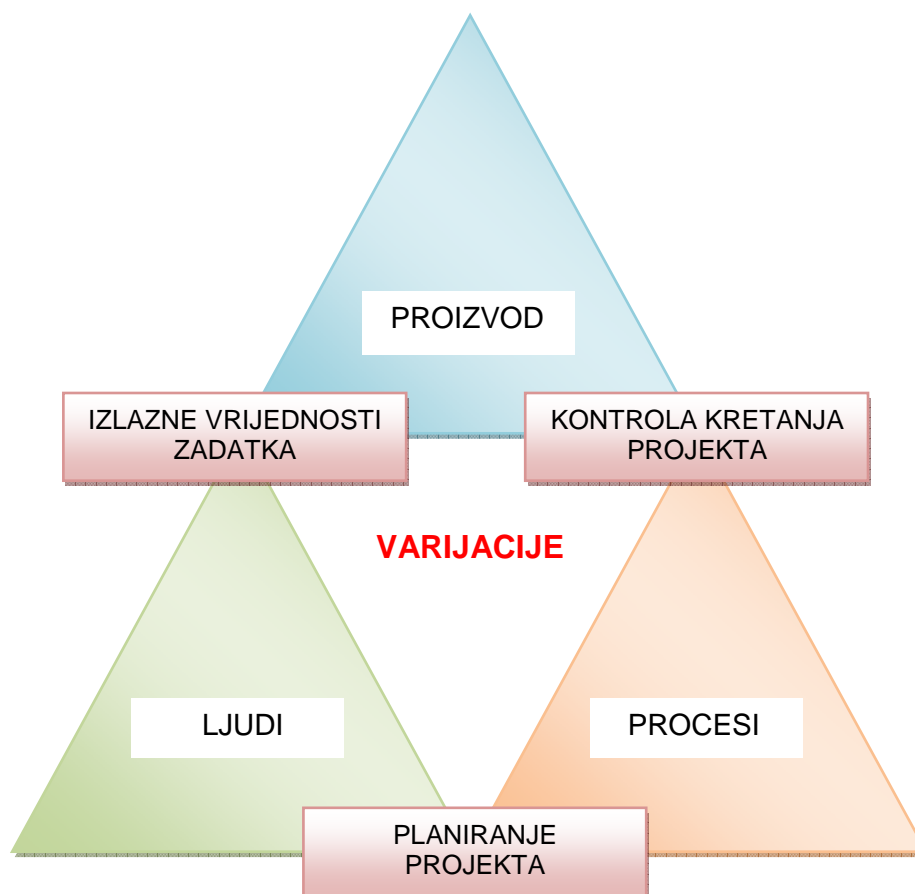 PROIZVOD
IZLAZNE VRIJEDNOSTI
ZADATKA
KONTROLA KRETANJA
PROJEKTA
VARIJACIJE
LJUDI
PROCESI
PLANIRANJE
PROJEKTA